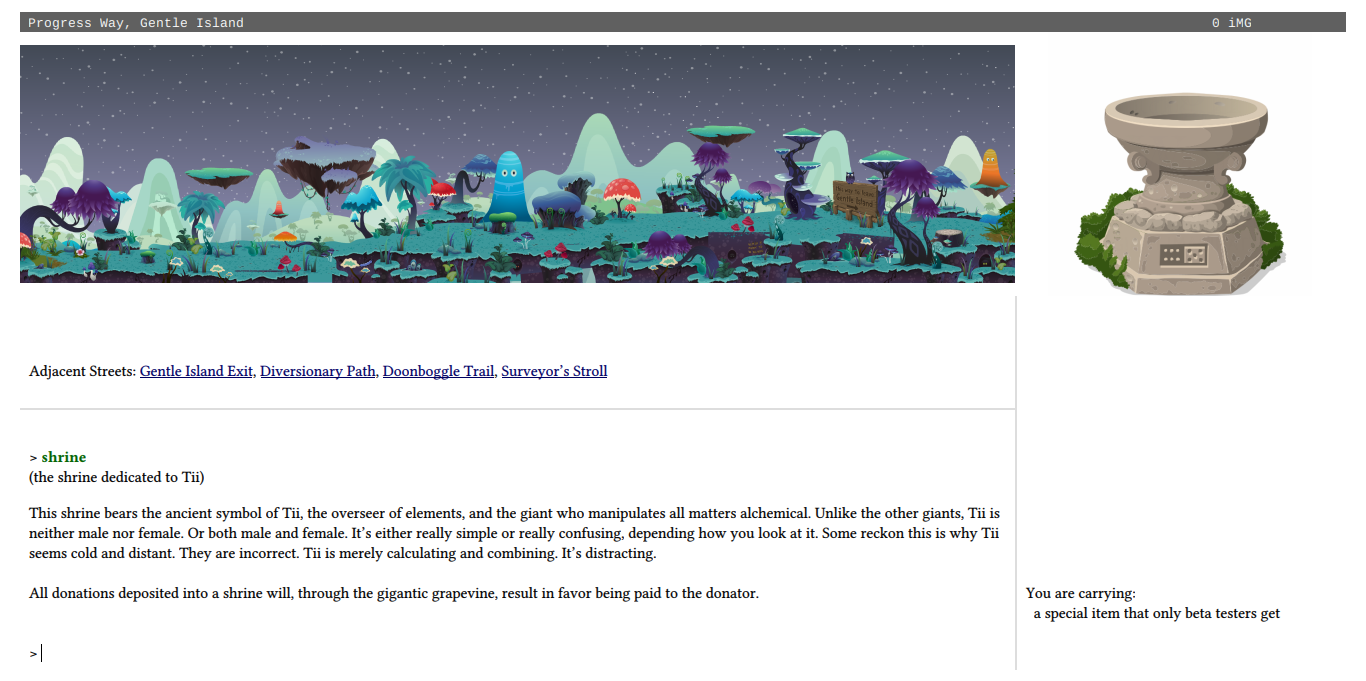 Progress Way, Gentle Island
0 iMG
Gentle Island
Adjacent Streets: Gentle Island Exit, Diversionary Path, Doonboggle Trail, Surveyor’s Stroll
> shrine
(the shrine dedicated to Tii)
This shrine bears the ancient symbol of Tii, the overseer of elements, and the giant who manipulates all matters alchemical. Unlike the other giants, Tii is
neither male nor female. Or both male and female. It’s either really simple or really confusing, depending how you look at it. Some reckon this is why Tii
seems cold and distant. They are incorrect. Tii is merely calculating and combining. It’s distracting.
All donations deposited into a shrine will, through the gigantic grapevine, result in favor being paid to the donator.
You are carrying:
a special item that only beta testers get
>